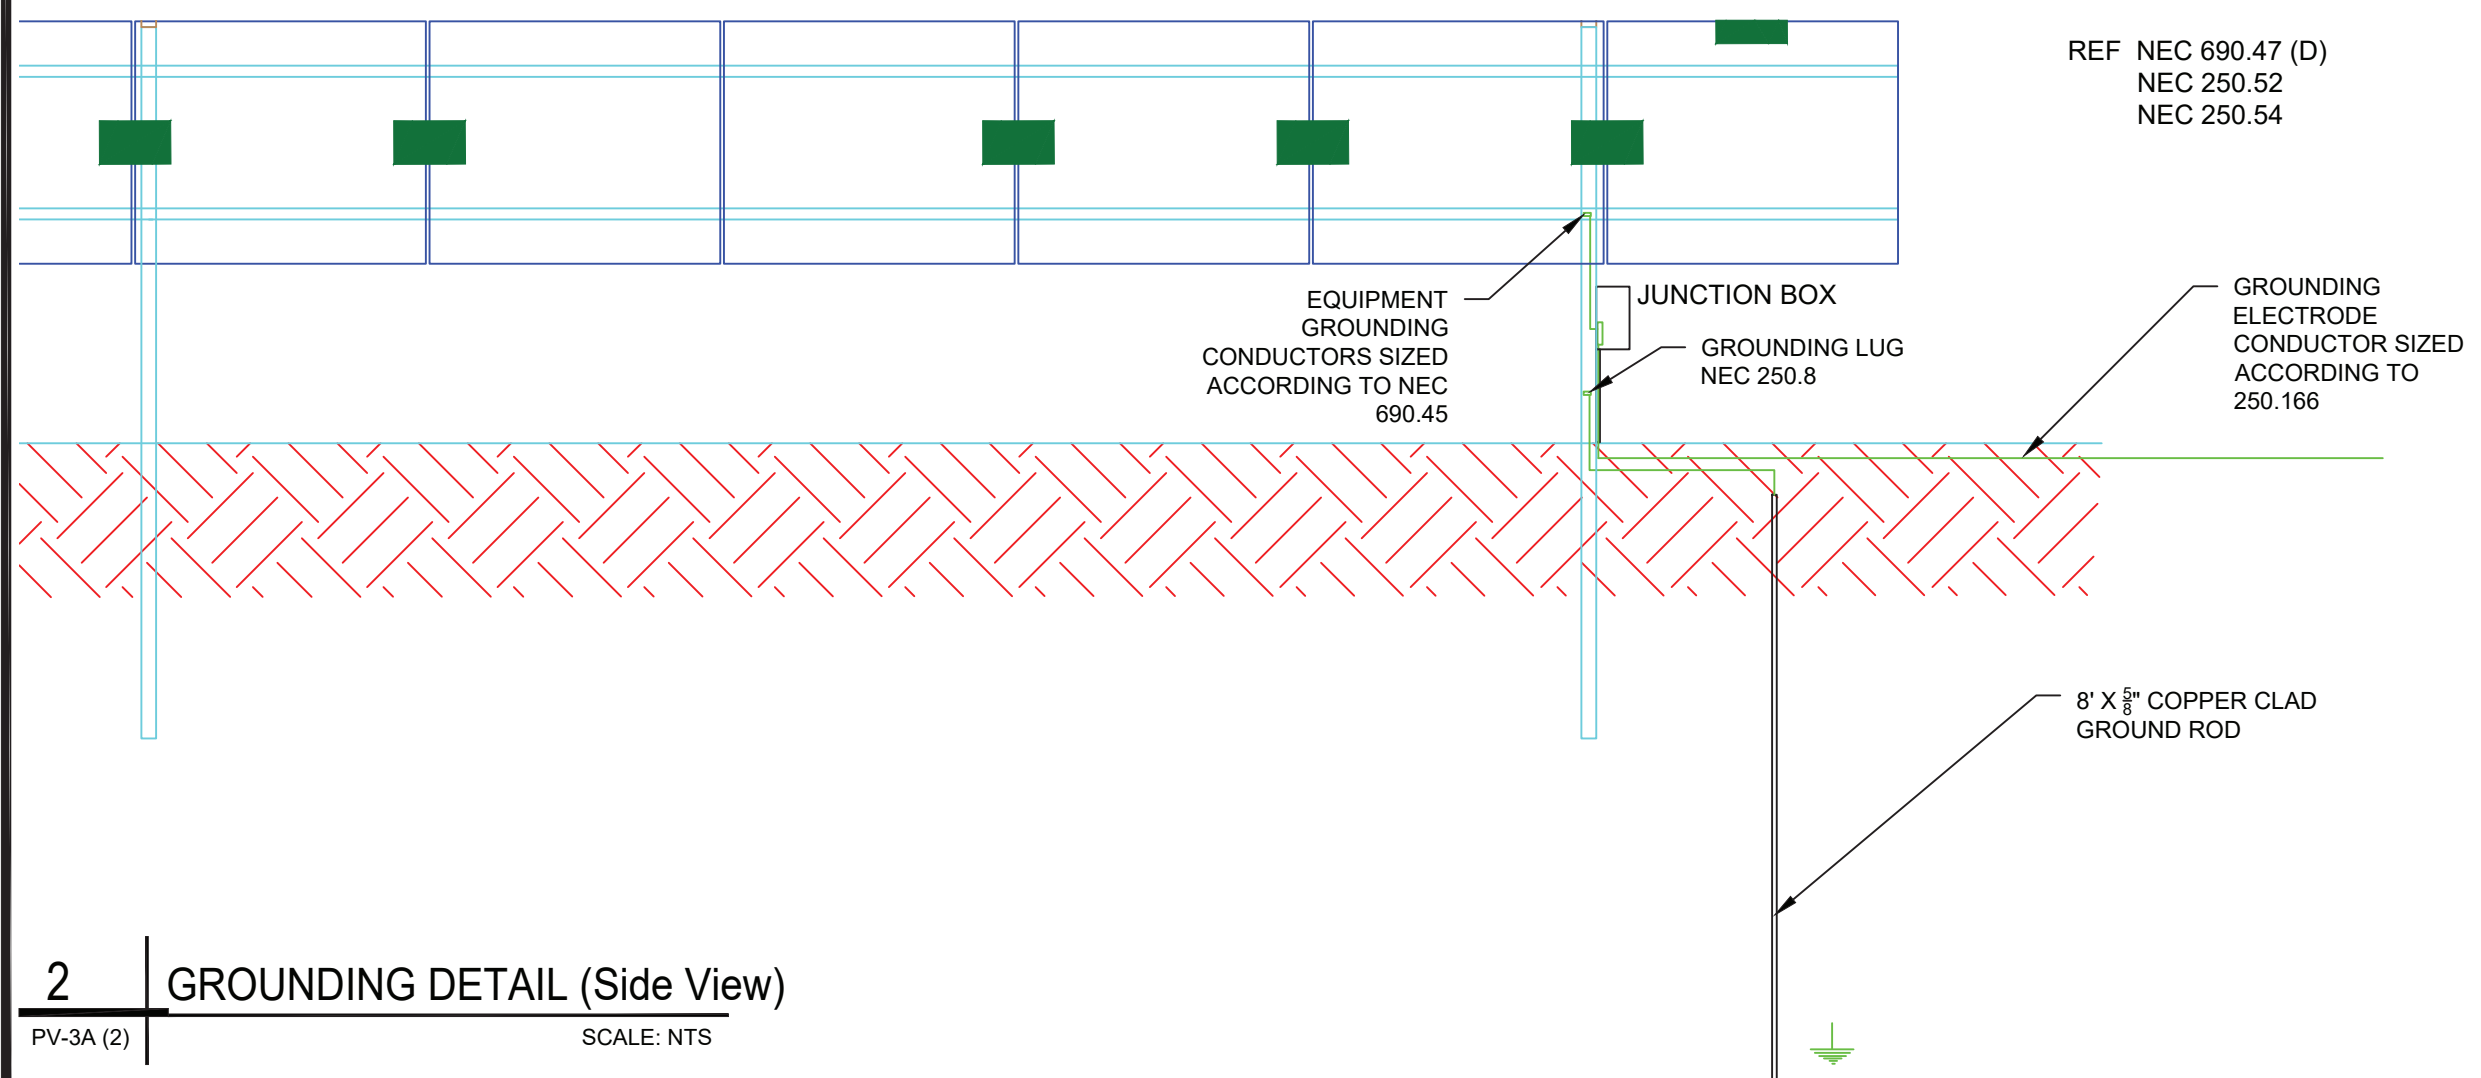 REF NEC 690.47 (D)
NEC 250.52
NEC 250.54
EQUIPMENT
GROUNDING
CONDUCTORS SIZED
ACCORDING TO NEC
690.45
JUNCTION BOX
GROUNDING LUG
NEC 250.8
GROUNDING
ELECTRODE
CONDUCTOR SIZED
ACCORDING TO
250.166
8' X 5/8" COPPER CLAD
GROUND ROD
2
GROUNDING DETAIL (Side View)
PV-3A (2)
SCALE: NTS